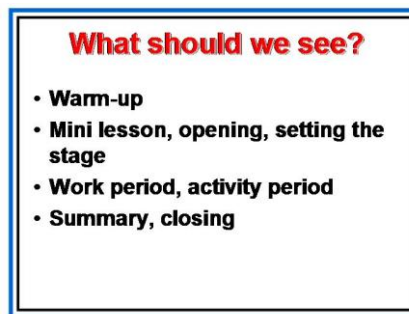 What should we see?
• Warm-up
• Mini lesson, opening, setting the
stage
• Work period, activity period
• Summary, closing